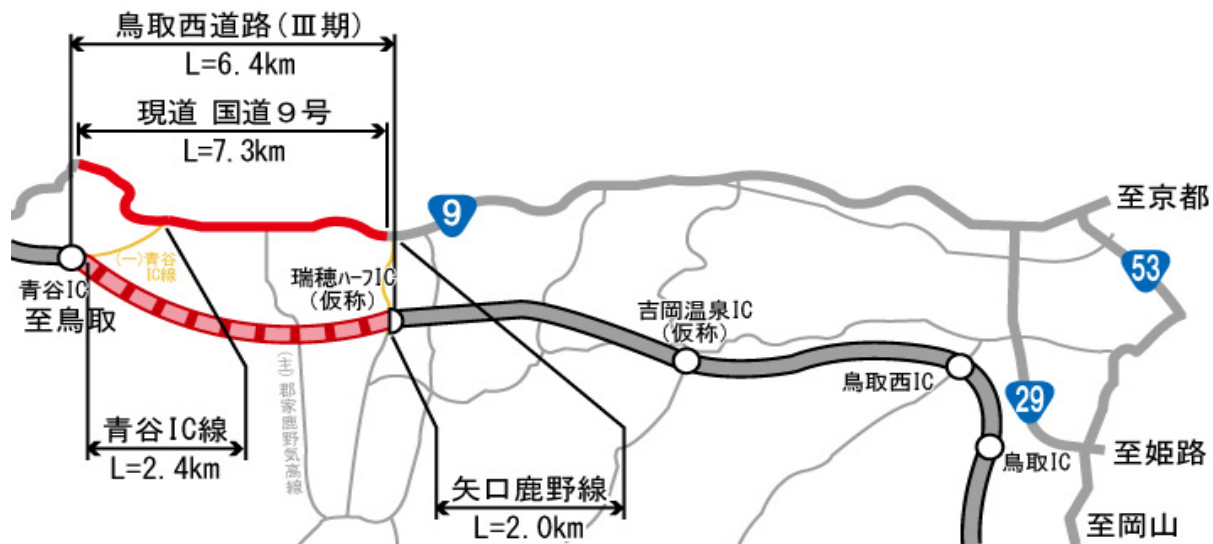 鳥取西道路(Ⅲ期)
L=6.4km
現道 国道９号
L=7.3km
9
至京都
53
(一)青谷
IC線
青谷IC
至鳥取
瑞穂ﾊｰﾌIC
(仮称)
吉岡温泉IC
(仮称)
鳥取西IC
29
(主)郡家鹿野気高線
青谷IC線
L=2.4km
矢口鹿野線
L=2.0km
鳥取IC
至姫路
至岡山